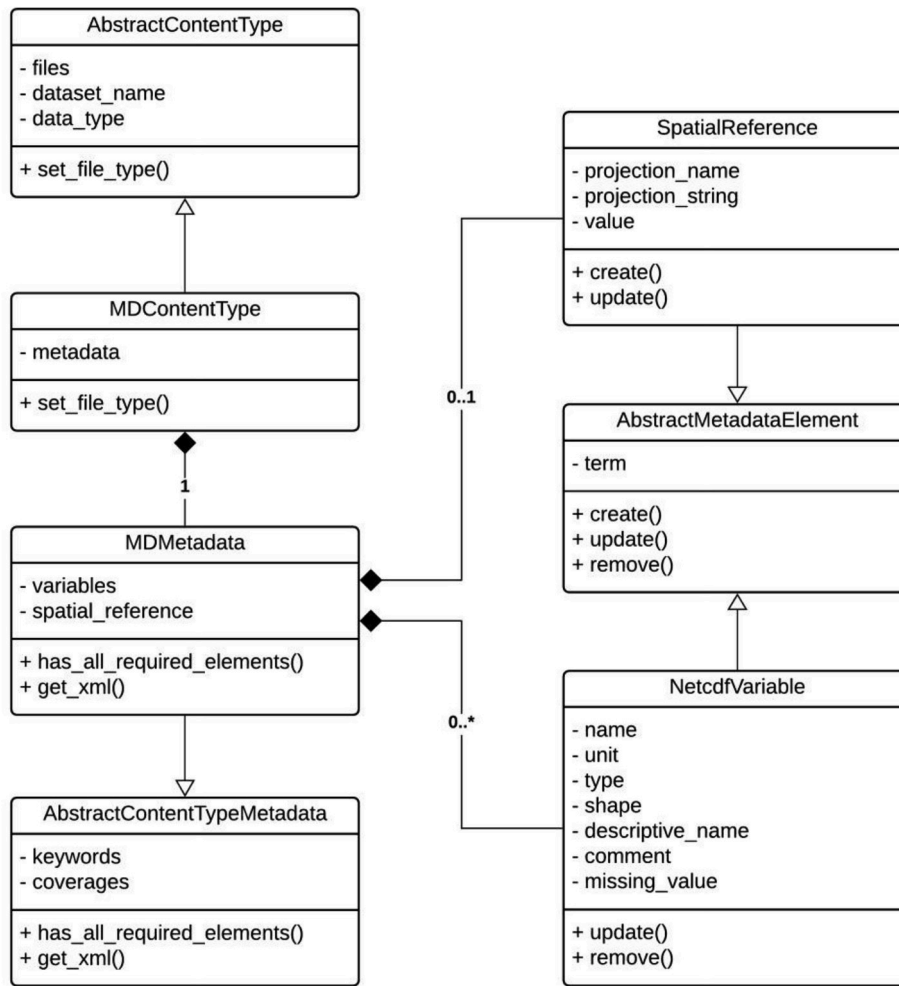 AbstractContentType
- files
- dataset_name
- data_type
+ set_file_type()
MDContentType
- metadata
+ set_file_type()
1
MDMetadata
- variables
- spatial_reference
+ has_all_required_elements()
+ get_xml()
AbstractContentTypeMetadata
- keywords
- coverages
+ has_all_required_elements()
+ get_xml()
0..1
0..*
SpatialReference
- projection_name
- projection_string
- value
+ create()
+ update()
AbstractMetadataElement
- term
+ create()
+ update()
+ remove()
NetcdfVariable
- name
- unit
- type
- shape
- descriptive_name
- comment
- missing_value
+ update()
+ remove()